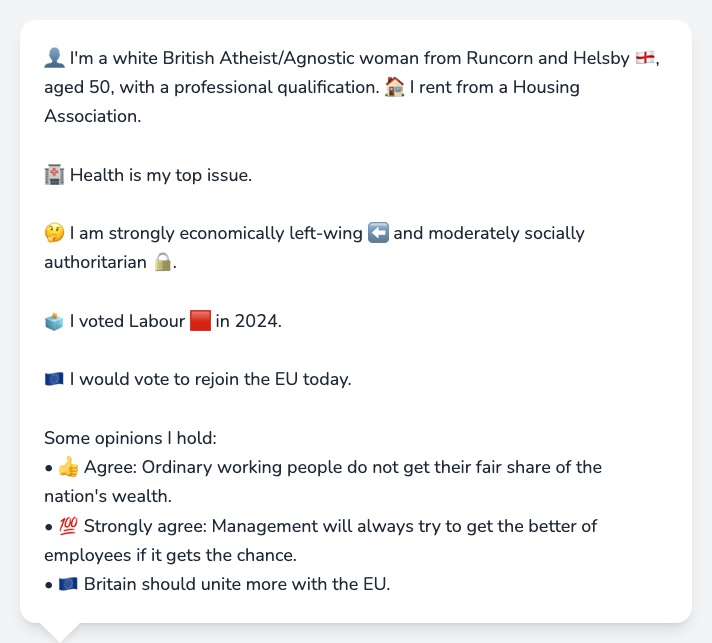 👤 I'm a white British Atheist/Agnostic woman from Runcorn and Helsby 🏴󠁧󠁢󠁥󠁮󠁧󠁿,
aged 50, with a professional qualification. 🏠 I rent from a Housing
Association.
🏥 Health is my top issue.
🤔 I am strongly economically left-wing ⬅️ and moderately socially
authoritarian 🔒.
🗳️ I voted Labour 🟥 in 2024.
🇪🇺 I would vote to rejoin the EU today.
Some opinions I hold:
• 👍 Agree: Ordinary working people do not get their fair share of the
nation's wealth.
• 💯 Strongly agree: Management will always try to get the better of
employees if it gets the chance.
• 🇪🇺 Britain should unite more with the EU.